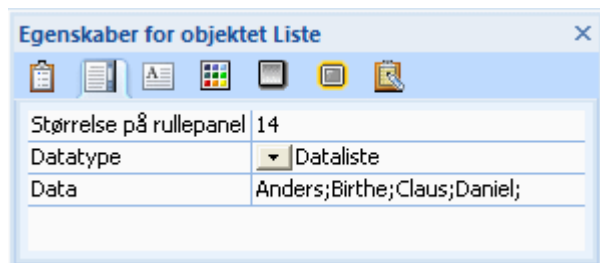 Egenskaber for objektet Liste
Størrelse på rullepanel 14
Datatype Dataliste
Data Anders;Birthe;Claus;Daniel;